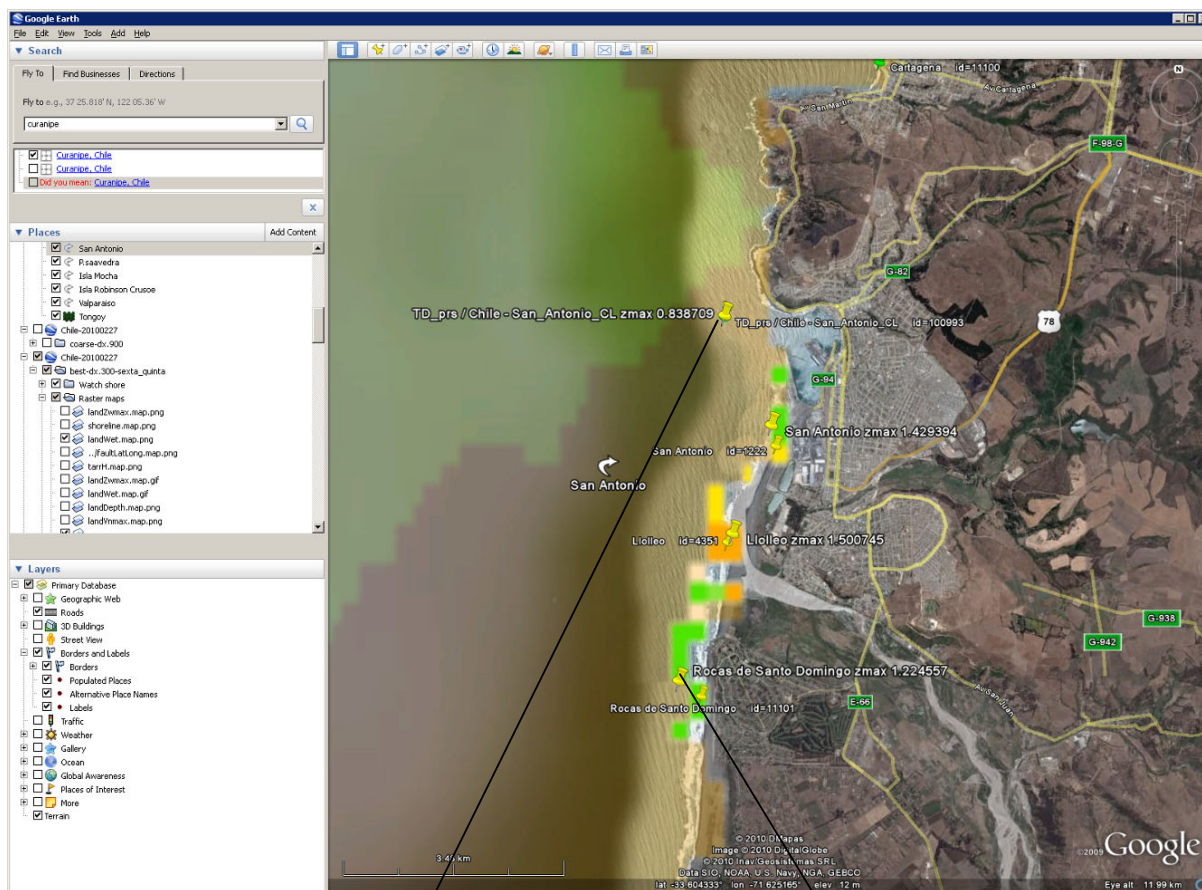 Google Earth
File Edit View Tools Add Help
Search
Fly To Find Businesses Directions
Fly to e.g., 37 25.818' N, 122 05.36' W
curanipe
Curanipe, Chile
Curanipe, Chile
Did you mean: Curanipe, Chile
Places
Add Content
San Antonio
P.saavedra
Isla Mocha
Isla Robinson Crusoe
Valparaiso
Tongoy
Chile-20100227
coarse-dx.900
Chile-20100227
best-dx.300-sexta_quinta
Watch shore
Raster maps
landZwmax.map.png
shoreline.map.png
landWet.map.png
../faultLatLong.map.png
tarrH.map.png
landZwmax.map.gif
landWet.map.gif
landDepth.map.png
landVnmax.map.png
Layers
Primary Database
Geographic Web
Roads
3D Buildings
Street View
Borders and Labels
Borders
Populated Places
Alternative Place Names
Labels
Traffic
Weather
Gallery
Ocean
Global Awareness
Places of Interest
More
Terrain
Cartagena id=11100
Av Cartagena
Av San Martin
F-98-G
G-82
TD_prs / Chile - San_Antonio_CL zmax 0.838709
TD_prs / Chile - San_Antonio_CL id=100993
78
G-94
San Antonio zmax 1.429394
San Antonio id=1222
San Antonio
Llolleo id=4351
Llolleo zmax 1.500745
G-938
G-942
Rocas de Santo Domingo zmax 1.224557
Rocas de Santo Domingo id=11101
E-66
Av San Juan
N
3.46 km
© 2010 DMapas
Image © 2010 DigitalGlobe
© 2010 Inav/Geosistemas SRL
Data SIO, NOAA, U.S. Navy, NGA, GEBCO
©2009 Google
lat -33.604333° lon -71.625165° elev 12 m
Eye alt 11.99 km